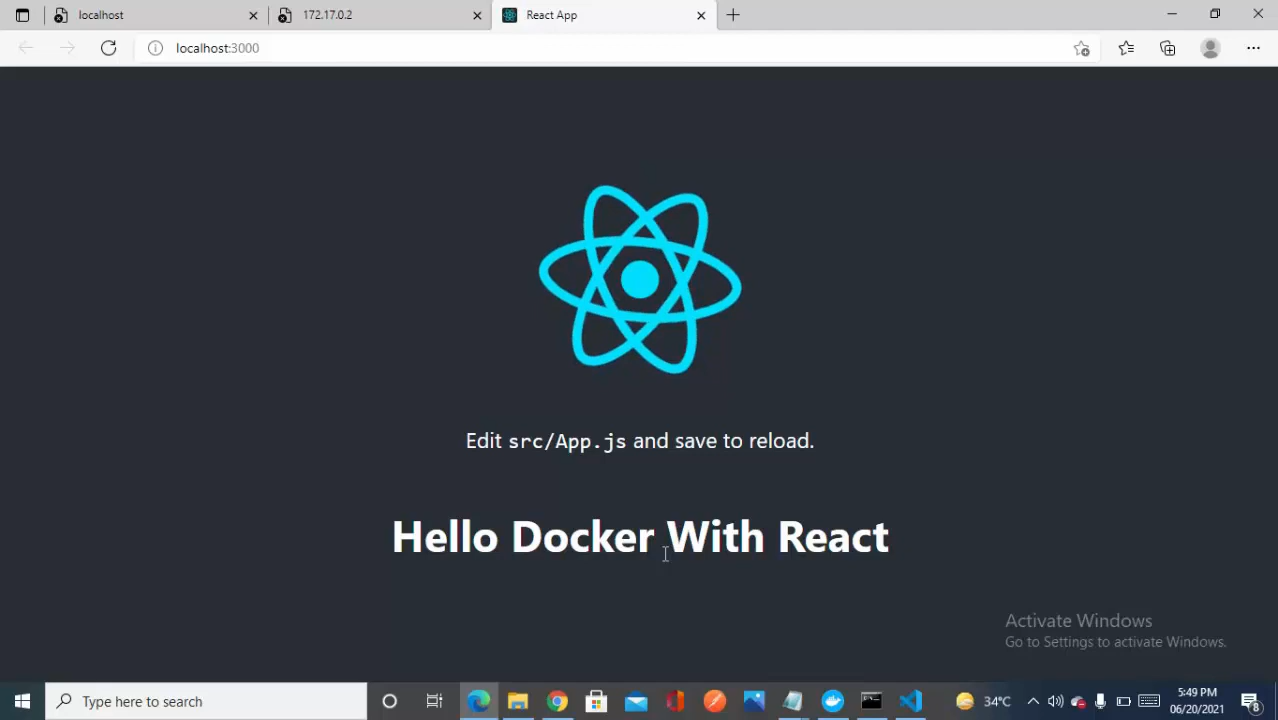 localhost
172.17.0.2
React App
localhost:3000
Edit src/App.js and save to reload.
Hello Docker With React
Activate Windows
Go to Settings to activate Windows.
Type here to search
34°C
5:49 PM
06/20/2021
8